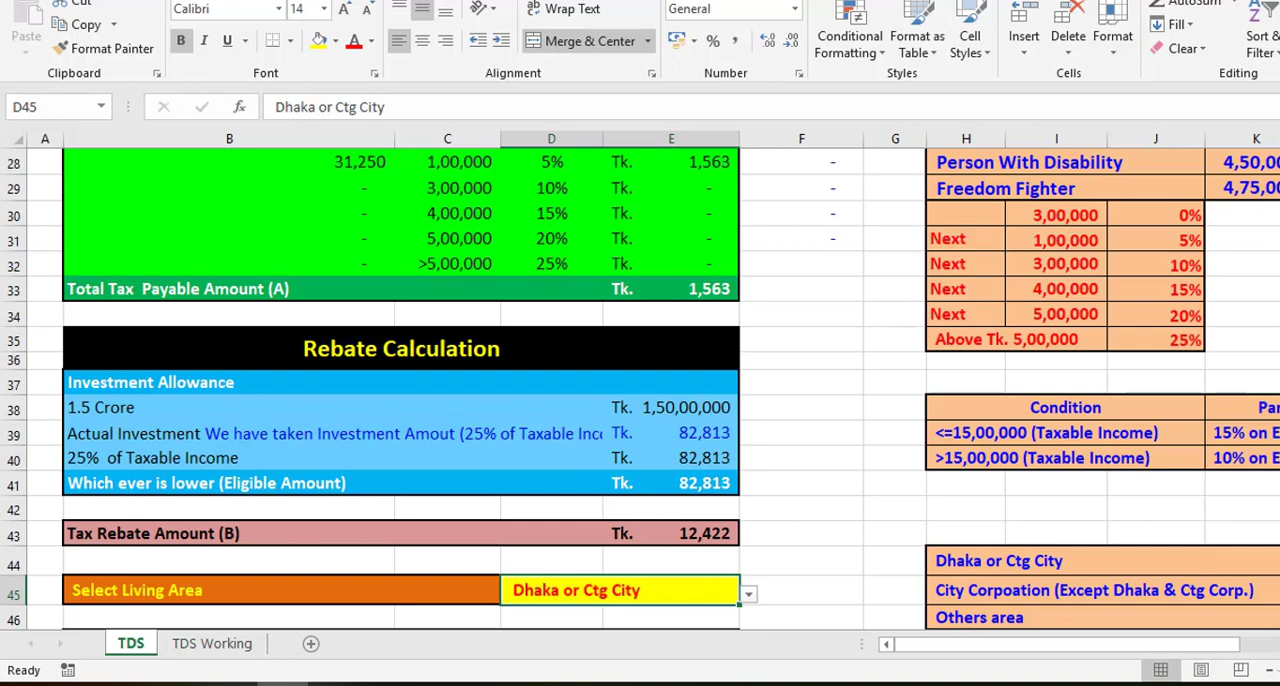 Cut
Copy
Paste
Format Painter
Clipboard
Calibri 14 A A
B I U A
Font
Wrap Text
Merge & Center
Alignment
General
% ,
Number
Conditional Formatting
Format as Table
Cell Styles
Styles
Insert Delete Format
Cells
AutoSum
Fill
Clear
Sort &
Filter
Editing
D45 fx Dhaka or Ctg City
A B C D E F G H I J K
28 31,250 1,00,000 5% Tk. 1,563 - Person With Disability
29 - 3,00,000 10% Tk. - - Freedom Fighter
30 - 4,00,000 15% Tk. - - 3,00,000 0%
31 - 5,00,000 20% Tk. - - Next 1,00,000 5%
32 - >5,00,000 25% Tk. - Next 3,00,000 10%
33 Total Tax Payable Amount (A) Tk. 1,563 Next 4,00,000 15%
34 Next 5,00,000 20%
35 Rebate Calculation Above Tk. 5,00,000 25%
36
37 Investment Allowance
38 1.5 Crore Tk. 1,50,00,000 Condition
39 Actual Investment We have taken Investment Amout (25% of Taxable Inc Tk. 82,813 <=15,00,000 (Taxable Income) 15% on
40 25% of Taxable Income 82,813 >15,00,000 (Taxable Income) 10% on
41 Which ever is lower (Eligible Amount) Tk. 82,813
42
43 Tax Rebate Amount (B) Tk. 12,422
44 Dhaka or Ctg City
45 Select Living Area Dhaka or Ctg City City Corpoation (Except Dhaka & Ctg Corp.)
46 Others area
TDS TDS Working
Ready